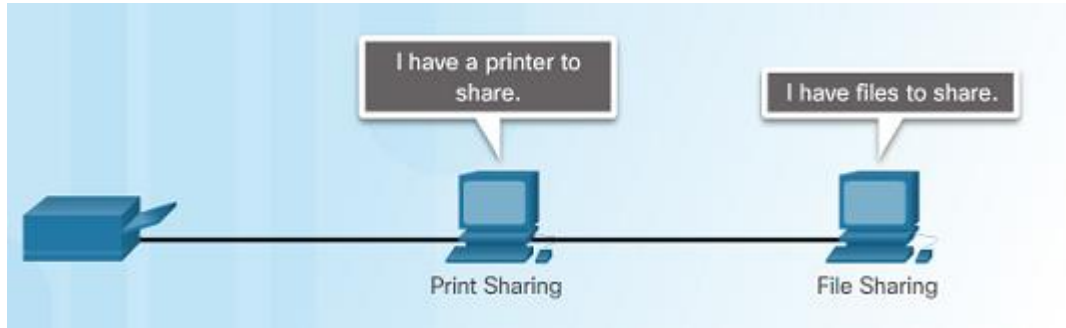 I have a printer to
share.
I have files to share.
Print Sharing
File Sharing